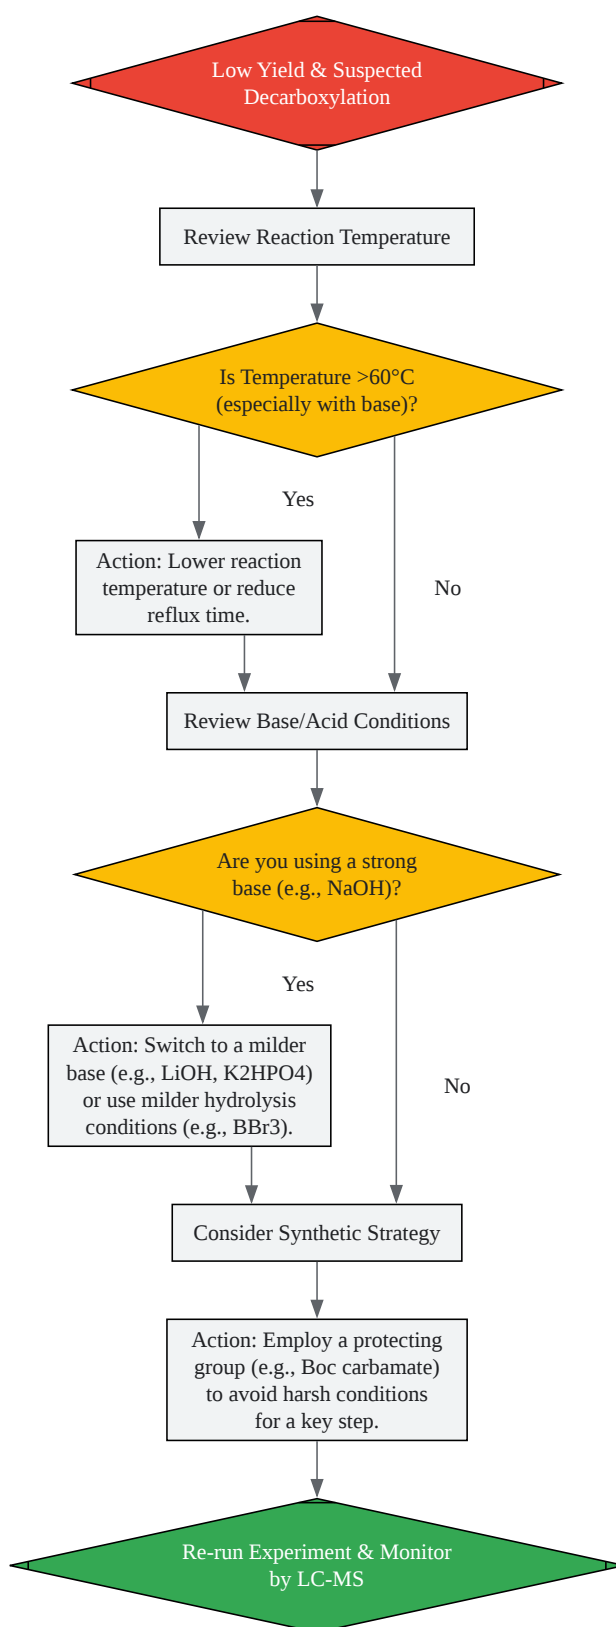 Low Yield & Suspected
Decarboxylation
Review Reaction Temperature
Is Temperature >60°C
(especially with base)?
Yes
Action: Lower reaction
temperature or reduce
reflux time.
No
Review Base/Acid Conditions
Are you using a strong
base (e.g., NaOH)?
Yes
Action: Switch to a milder
base (e.g., LiOH, K2HPO4)
or use milder hydrolysis
conditions (e.g., BBr3).
No
Consider Synthetic Strategy
Action: Employ a protecting
group (e.g., Boc carbamate)
to avoid harsh conditions
for a key step.
Re-run Experiment & Monitor
by LC-MS